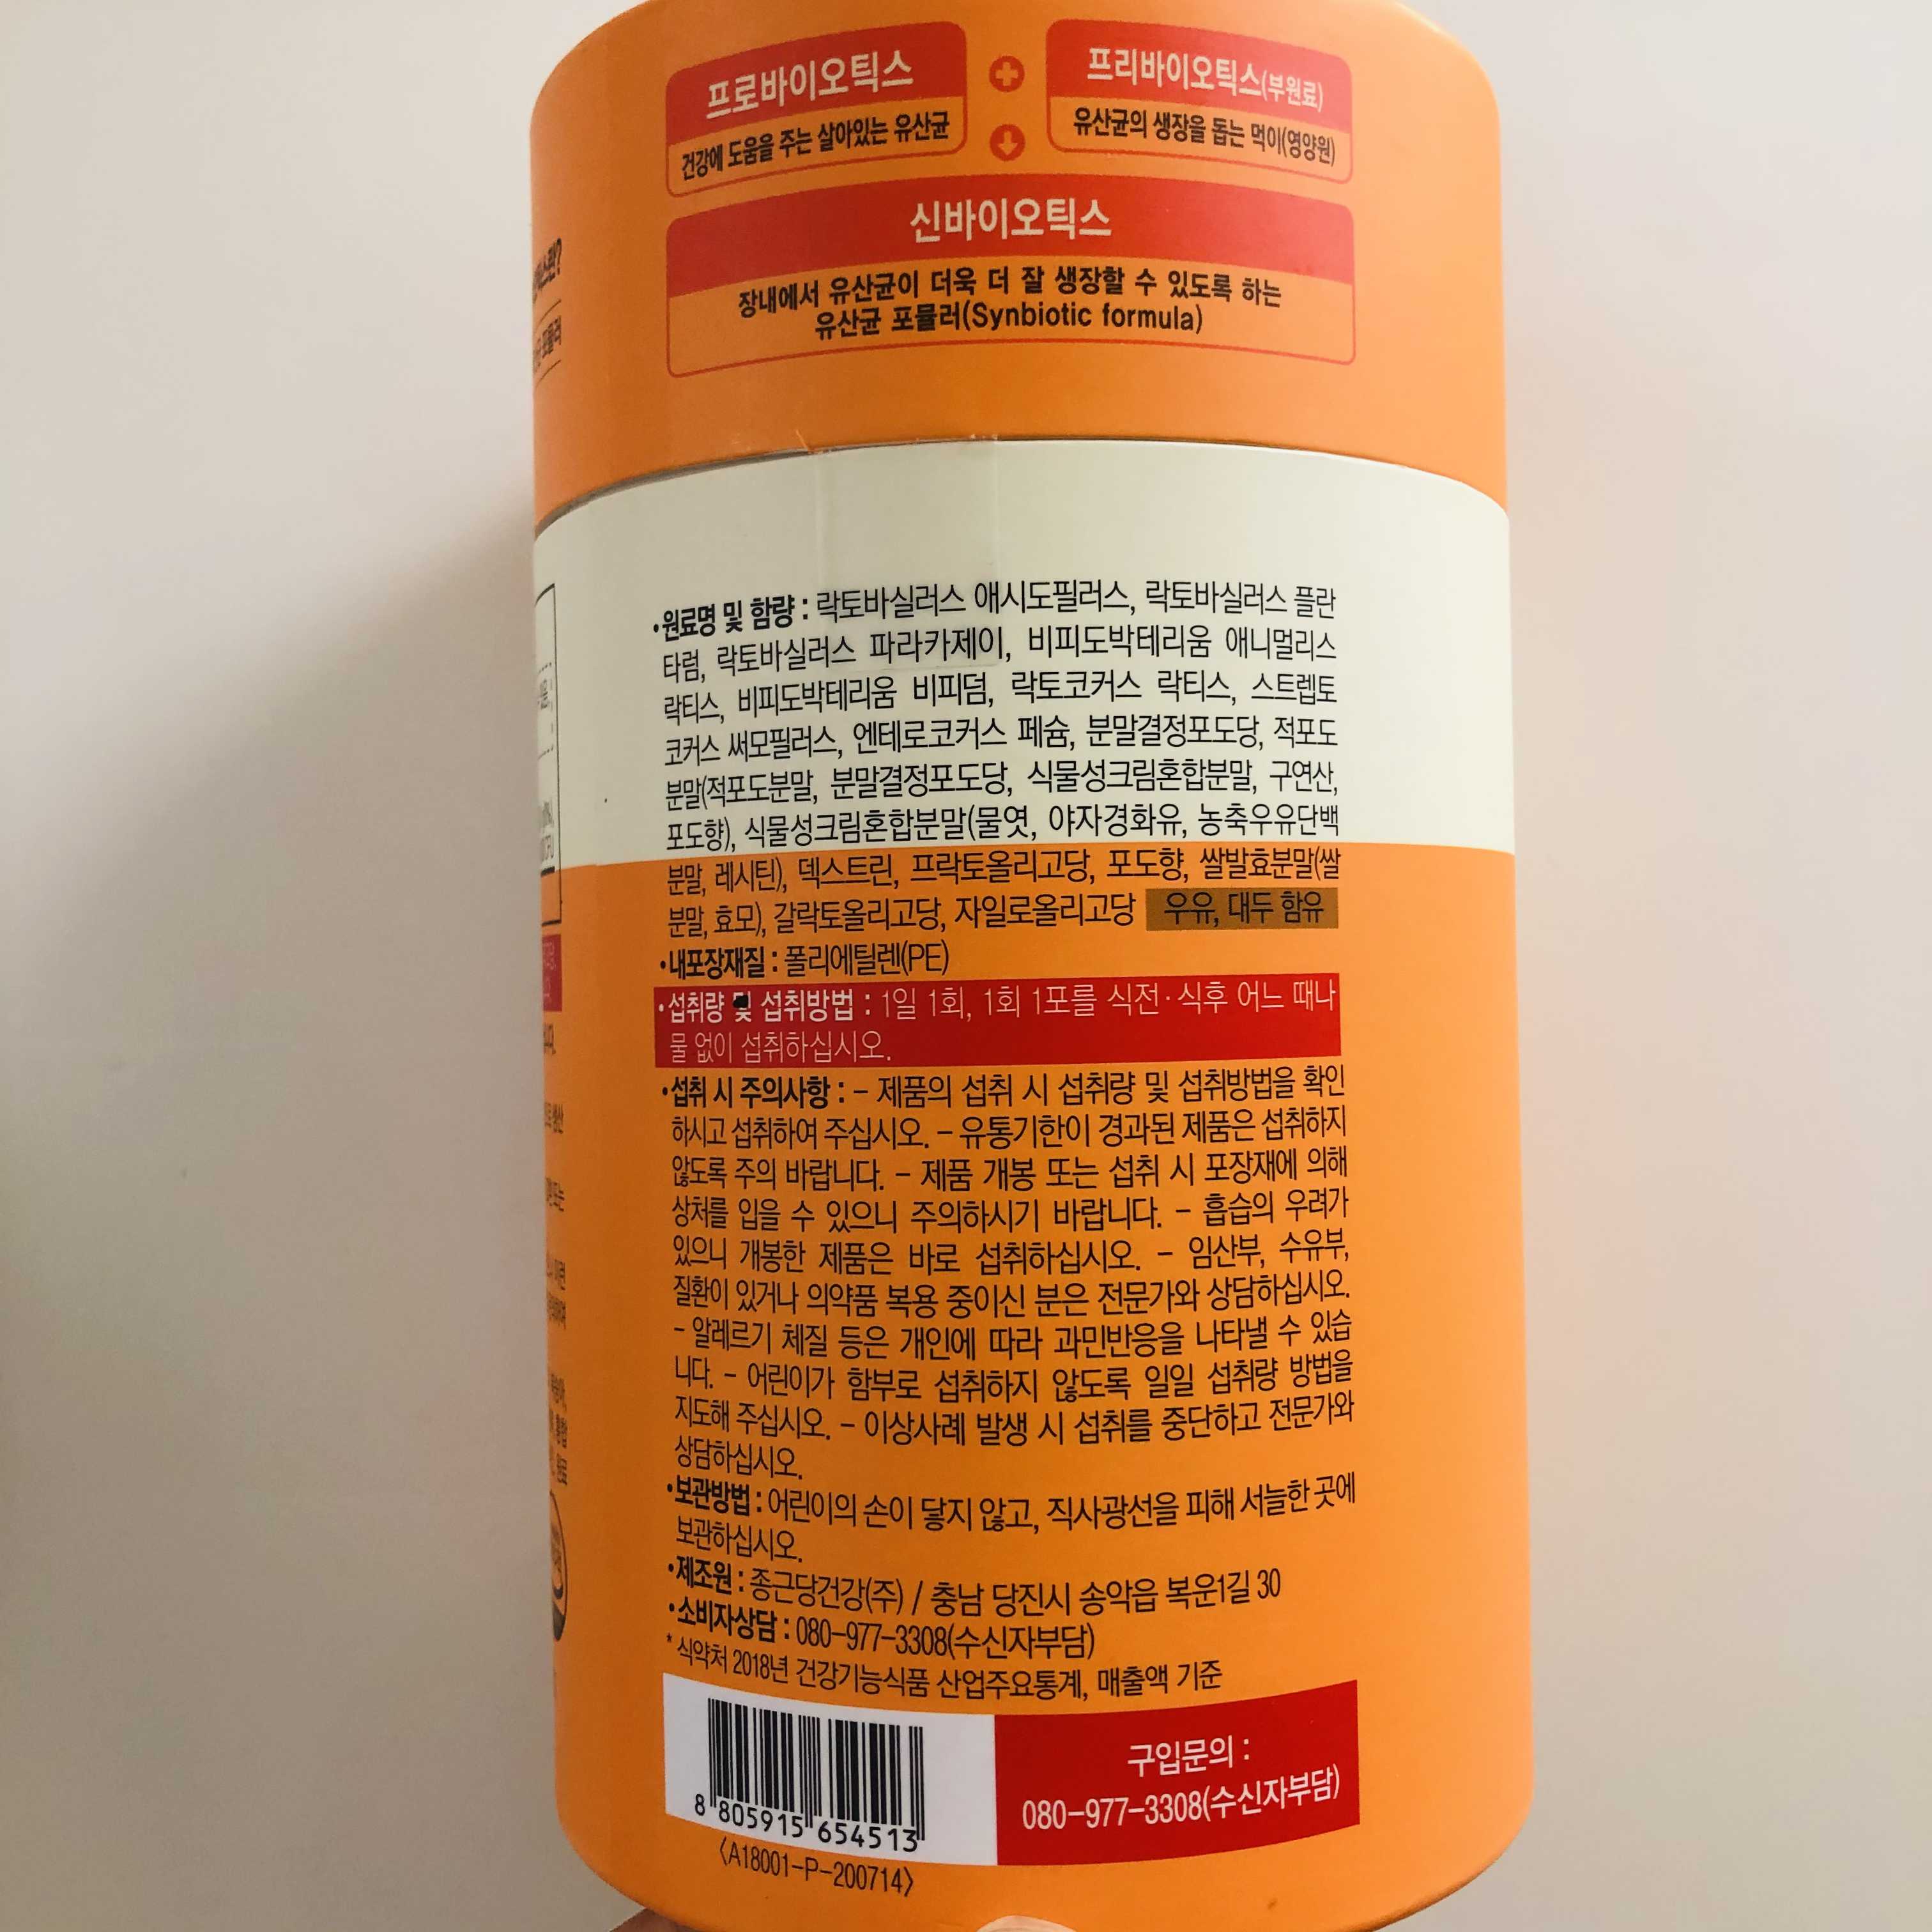 프로바이오틱스
건강에 도움을 주는 살아있는 유산균
프리바이오틱스(부원료)
유산균의 생장을 돕는 먹이(영양원)
신바이오틱스
장내에서 유산균이 더욱 더 잘 생장할 수 있도록 하는
유산균 포뮬러(Synbiotic formula)
•원료명 및 함량 : 락토바실러스 애시도필러스, 락토바실러스 플란
타럼, 락토바실러스 파라카제이, 비피도박테리움 애니멀리스
락티스, 비피도박테리움 비피덤, 락토코커스 락티스, 스트렙토
코커스 써모필러스, 엔테로코커스 페슘, 분말결정포도당, 적포도
분말(적포도분말, 분말결정포도당, 식물성크림혼합분말, 구연산,
포도향), 식물성크림혼합분말(물엿, 야자경화유, 농축우유단백
분말, 레시틴), 덱스트린, 프락토올리고당, 포도향, 쌀발효분말(쌀
분말, 효모), 갈락토올리고당, 자일로올리고당 우유, 대두 함유
•내포장재질 : 폴리에틸렌(PE)
•섭취량 및 섭취방법 : 1일 1회, 1회 1포를 식전·식후 어느 때나
물 없이 섭취하십시오.
•섭취 시 주의사항 : – 제품의 섭취 시 섭취량 및 섭취방법을 확인
하시고 섭취하여 주십시오. – 유통기한이 경과된 제품은 섭취하지
않도록 주의 바랍니다. – 제품 개봉 또는 섭취 시 포장재에 의해
상처를 입을 수 있으니 주의하시기 바랍니다. – 흡습의 우려가
있으니 개봉한 제품은 바로 섭취하십시오. – 임산부, 수유부,
질환이 있거나 의약품 복용 중이신 분은 전문가와 상담하십시오.
– 알레르기 체질 등은 개인에 따라 과민반응을 나타낼 수 있습
니다. – 어린이가 함부로 섭취하지 않도록 일일 섭취량 방법을
지도해 주십시오. – 이상사례 발생 시 섭취를 중단하고 전문가와
상담하십시오.
•보관방법 : 어린이의 손이 닿지 않고, 직사광선을 피해 서늘한 곳에
보관하십시오.
•제조원 : 종근당건강(주) / 충남 당진시 송악읍 복운1길 30
•소비자상담 : 080–977–3308(수신자부담)
* 식약처 2018년 건강기능식품 산업주요통계, 매출액 기준
구입문의 :
080–977–3308(수신자부담)
8 805915 654513
〈A18001-P-200714〉